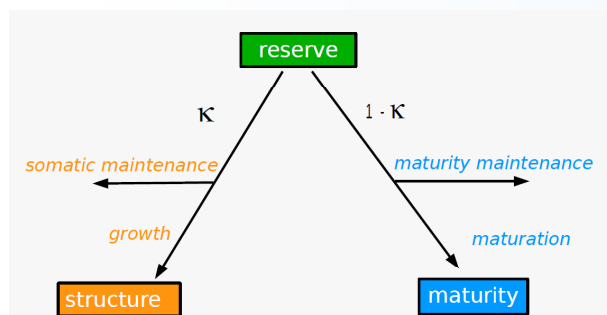 reserve
κ
1 - κ
somatic maintenance
maturity maintenance
growth
maturation
structure
maturity